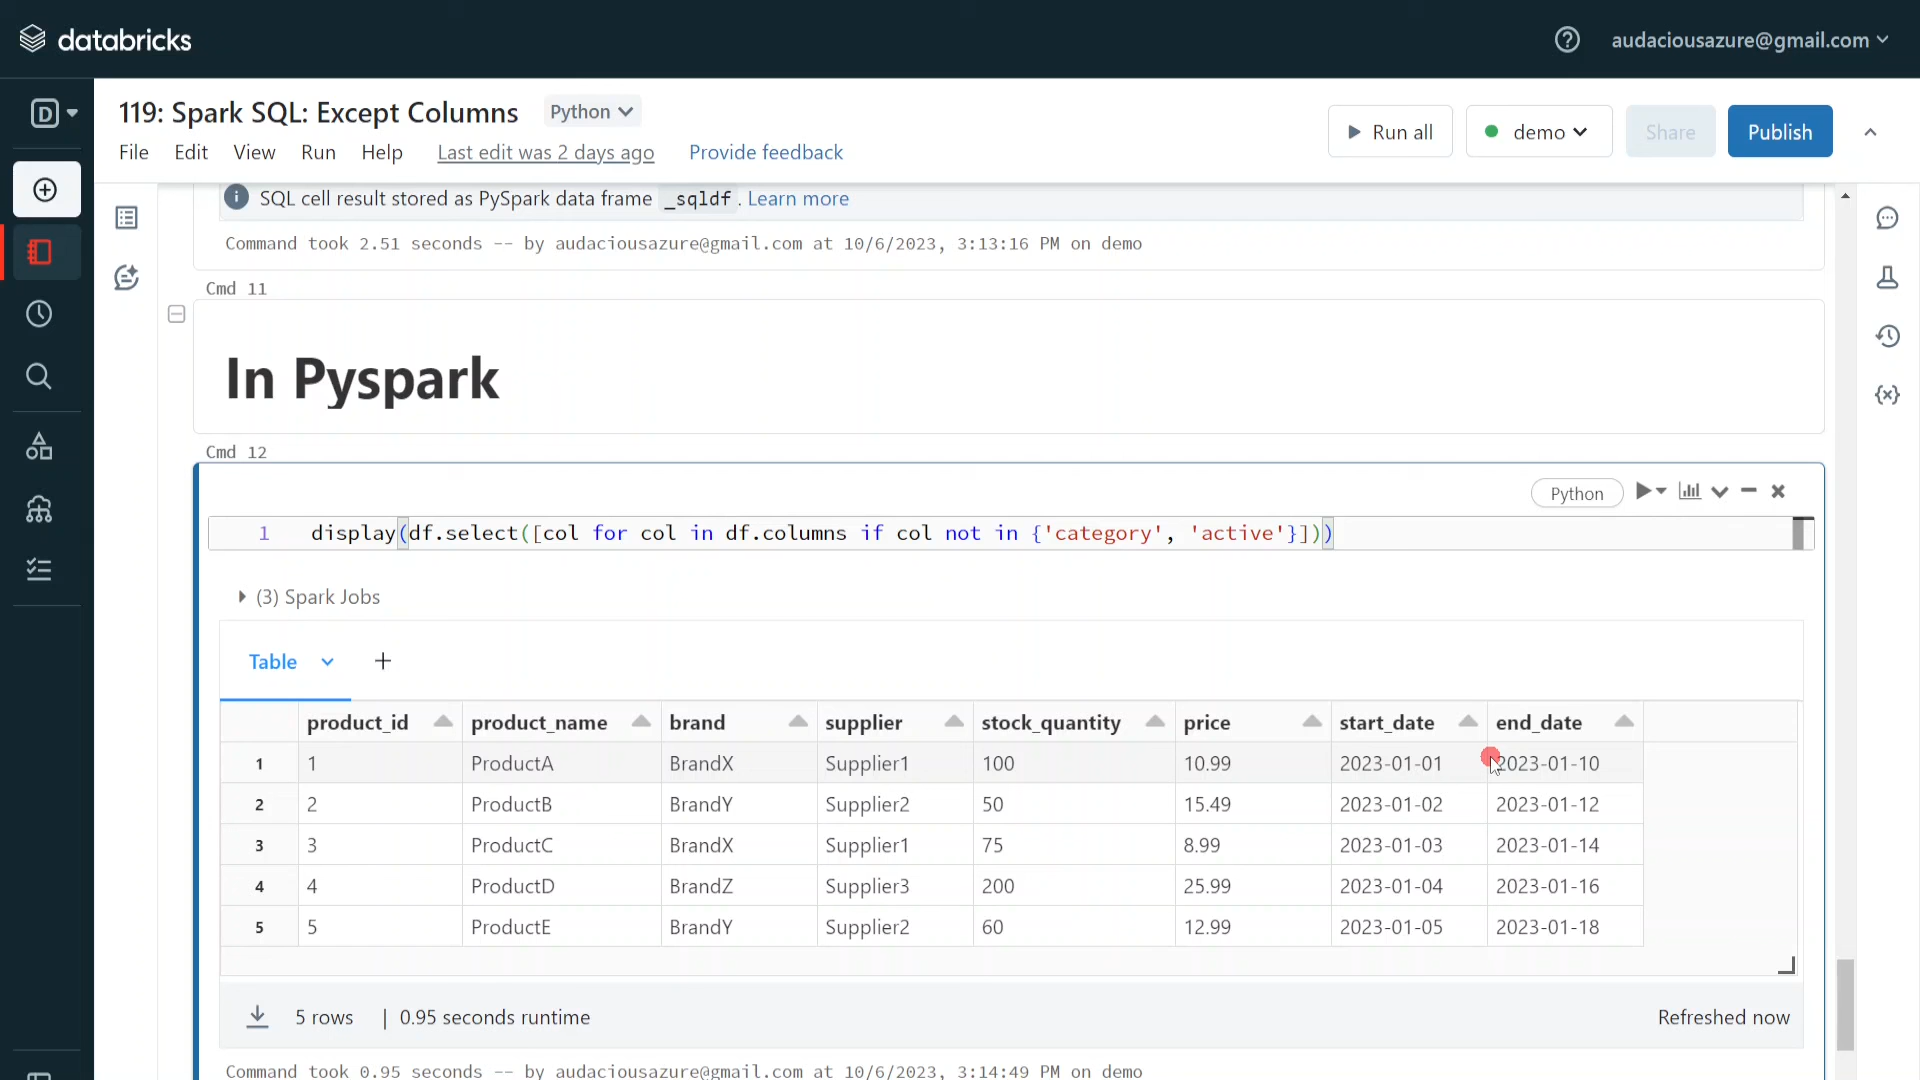 databricks
audaciousazure@gmail.com
D
119: Spark SQL: Except Columns Python
File Edit View Run Help Last edit was 2 days ago Provide feedback
Run all demo Share Publish
SQL cell result stored as PySpark data frame _sqldf. Learn more
Command took 2.51 seconds -- by audaciousazure@gmail.com at 10/6/2023, 3:13:16 PM on demo
Cmd 11
In Pyspark
Cmd 12
Python
1 display(df.select([col for col in df.columns if col not in {'category', 'active'}]))
(3) Spark Jobs
Table +
product_id product_name brand supplier stock_quantity price start_date end_date
1 1 ProductA BrandX Supplier1 100 10.99 2023-01-01 2023-01-10
2 2 ProductB BrandY Supplier2 50 15.49 2023-01-02 2023-01-12
3 3 ProductC BrandX Supplier1 75 8.99 2023-01-03 2023-01-14
4 4 ProductD BrandZ Supplier3 200 25.99 2023-01-04 2023-01-16
5 5 ProductE BrandY Supplier2 60 12.99 2023-01-05 2023-01-18
5 rows | 0.95 seconds runtime Refreshed now
Command took 0.95 seconds -- by audaciousazure@gmail.com at 10/6/2023, 3:14:49 PM on demo